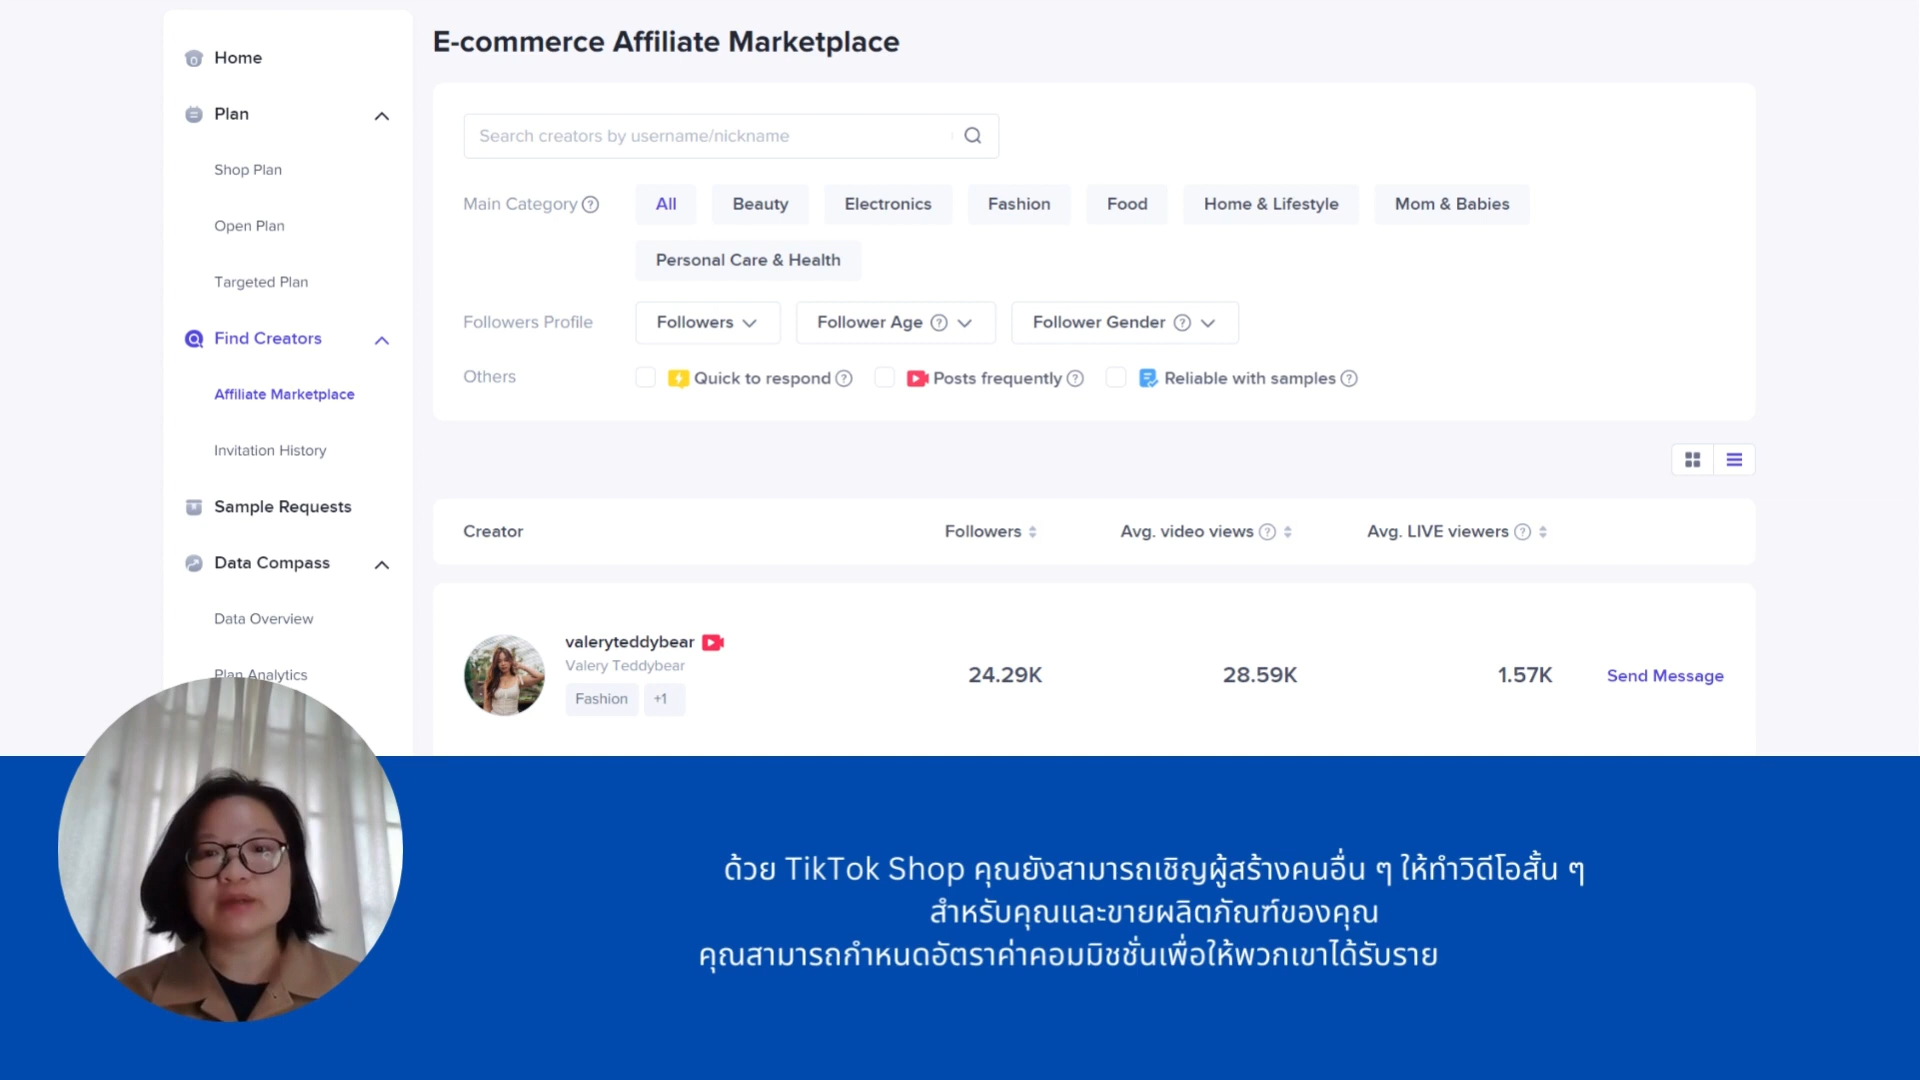 E-commerce Affiliate Marketplace
Home
Plan
Shop Plan
Open Plan
Targeted Plan
Find Creators
Affiliate Marketplace
Invitation History
Sample Requests
Data Compass
Data Overview
Plan Analytics
Search creators by username/nickname
Main Category All Beauty Electronics Fashion Food Home & Lifestyle Mom & Babies
Personal Care & Health
Followers Profile Followers Follower Age Follower Gender
Others Quick to respond Posts frequently Reliable with samples
Creator Followers Avg. video views Avg. LIVE viewers
valeryteddybear
Valery Teddybear
Fashion +1
24.29K 28.59K 1.57K Send Message
ด้วย TikTok Shop คุณยังสามารถเชิญผู้สร้างคนอื่น ๆ ให้ทำวิดีโอสั้น ๆ
สำหรับคุณและขายผลิตภัณฑ์ของคุณ
คุณสามารถกำหนดอัตราค่าคอมมิชชั่นเพื่อให้พวกเขาได้รับราย